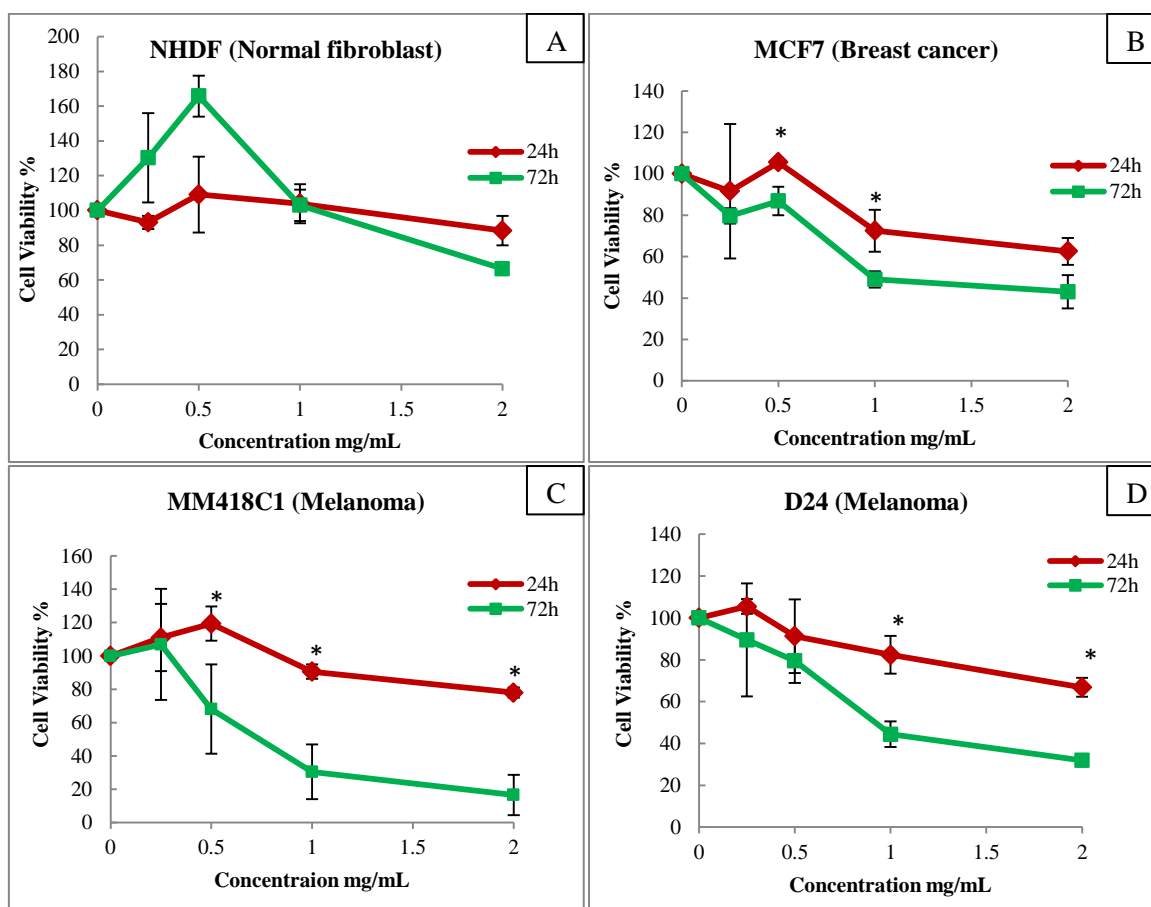 A
NHDF (Normal fibroblast)
Cell Viability %
200
180
160
140
120
100
80
60
40
20
0
0 0.5 1 1.5 2
Concentration mg/mL
24h
72h
B
MCF7 (Breast cancer)
Cell Viability %
140
120
100
80
60
40
20
0
* *
0 0.5 1 1.5 2
Concentration mg/mL
24h
72h
C
MM418C1 (Melanoma)
Cell Viability %
160
140
120
100
80
60
40
20
0
* * *
0 0.5 1 1.5 2
Concentraion mg/mL
24h
72h
D
D24 (Melanoma)
Cell Viability %
140
120
100
80
60
40
20
0
* *
0 0.5 1 1.5 2
Concentration mg/mL
24h
72h